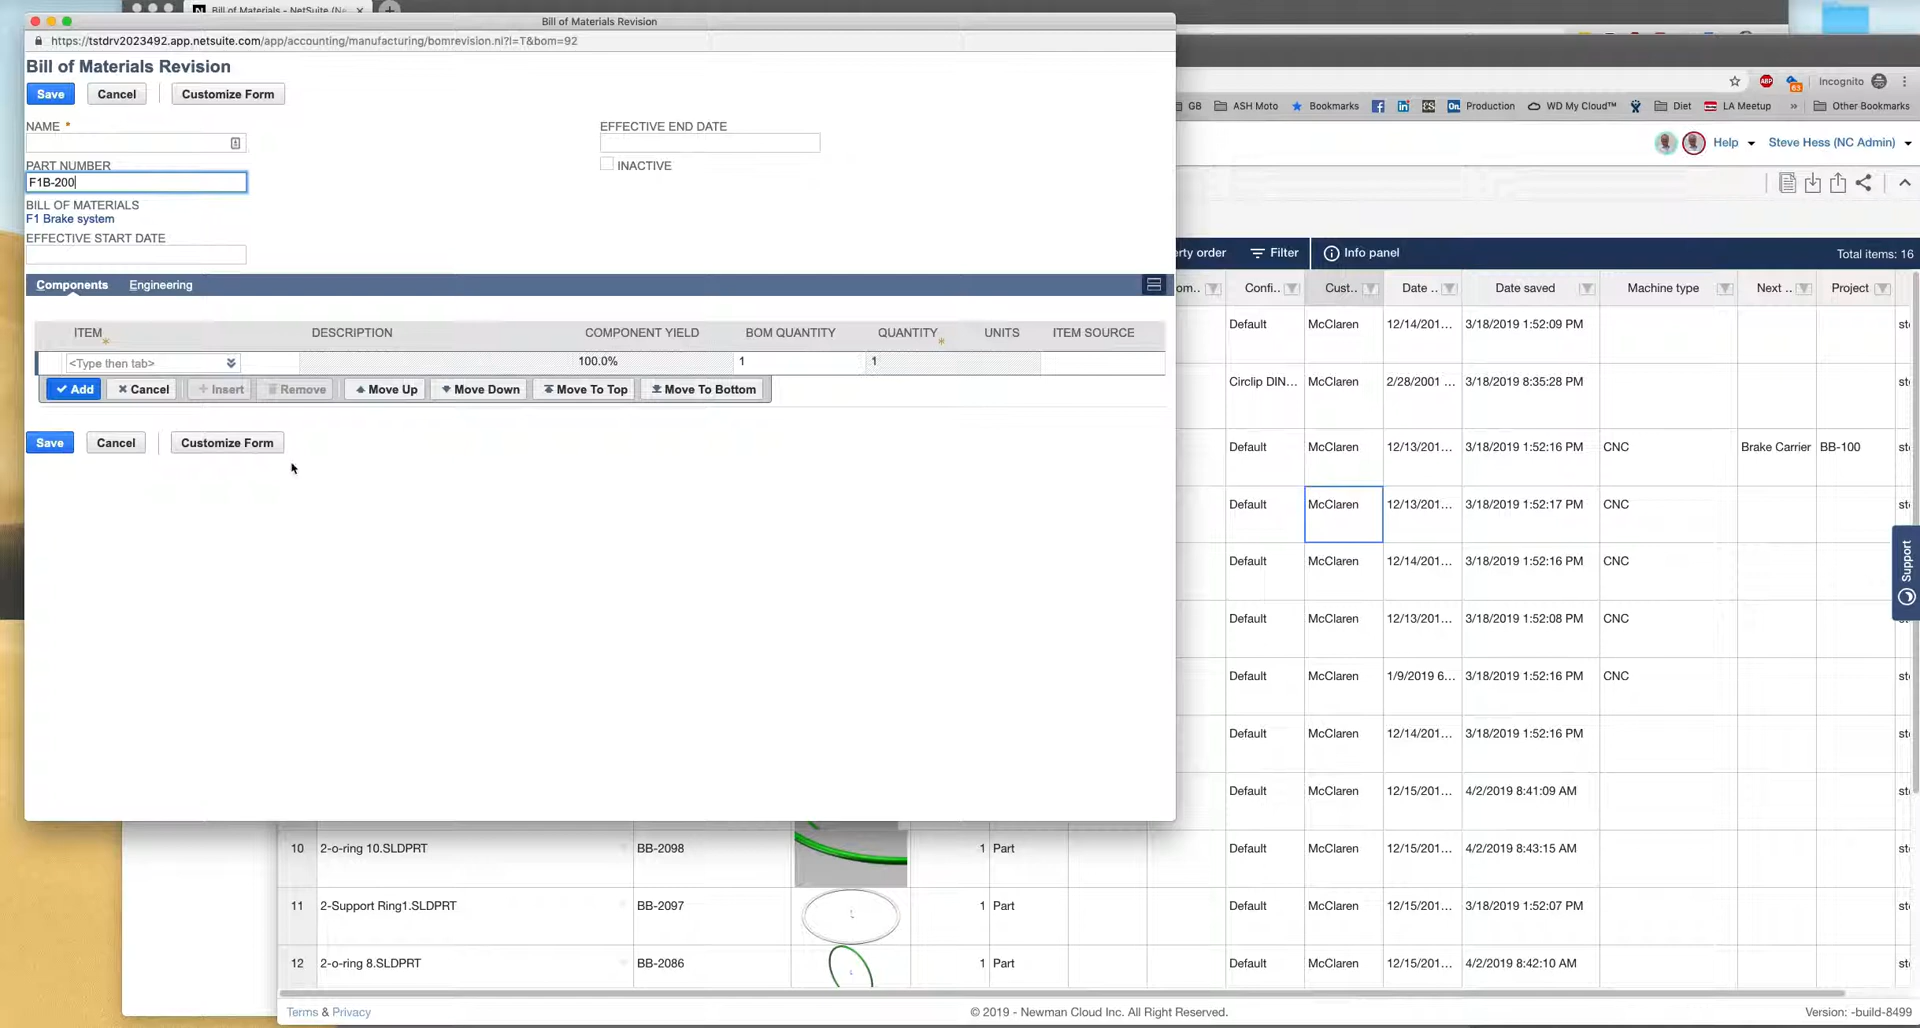 Bill of Materials - NetSuite (Ne
Bill of Materials Revision
https://tstdrv2023492.app.netsuite.com/app/accounting/manufacturing/bomrevision.nl?l=T&bom=92
Bill of Materials Revision
Save
Cancel
Customize Form
NAME *
EFFECTIVE END DATE
INACTIVE
PART NUMBER
F1B-200
BILL OF MATERIALS
F1 Brake system
EFFECTIVE START DATE
Components
Engineering
ITEM *
DESCRIPTION
COMPONENT YIELD
BOM QUANTITY
QUANTITY *
UNITS
ITEM SOURCE
<Type then tab>
100.0%
1
1
Add
Cancel
Insert
Remove
Move Up
Move Down
Move To Top
Move To Bottom
Save
Cancel
Customize Form
ABP
63
Incognito
GB
ASH Moto
Bookmarks
Production
WD My Cloud™
Diet
LA Meetup
»
Other Bookmarks
Help
Steve Hess (NC Admin)
rty order
Filter
Info panel
Total items: 16
om..
Confi..
Cust..
Date ..
Date saved
Machine type
Next ..
Project
Default McClaren 12/14/201... 3/18/2019 1:52:09 PM
Circlip DIN... McClaren 2/28/2001 ... 3/18/2019 8:35:28 PM
Default McClaren 12/13/201... 3/18/2019 1:52:16 PM CNC Brake Carrier BB-100
Default McClaren 12/13/201... 3/18/2019 1:52:17 PM CNC
Default McClaren 12/14/201... 3/18/2019 1:52:16 PM CNC
Default McClaren 12/13/201... 3/18/2019 1:52:08 PM CNC
Default McClaren 1/9/2019 6... 3/18/2019 1:52:16 PM CNC
Default McClaren 12/14/201... 3/18/2019 1:52:16 PM
Default McClaren 12/15/201... 4/2/2019 8:41:09 AM
10 2-o-ring 10.SLDPRT BB-2098 1 Part Default McClaren 12/15/201... 4/2/2019 8:43:15 AM
11 2-Support Ring1.SLDPRT BB-2097 1 Part Default McClaren 12/15/201... 3/18/2019 1:52:07 PM
12 2-o-ring 8.SLDPRT BB-2086 1 Part Default McClaren 12/15/201... 4/2/2019 8:42:10 AM
Support
Terms & Privacy
© 2019 - Newman Cloud Inc. All Right Reserved.
Version: -build-8499